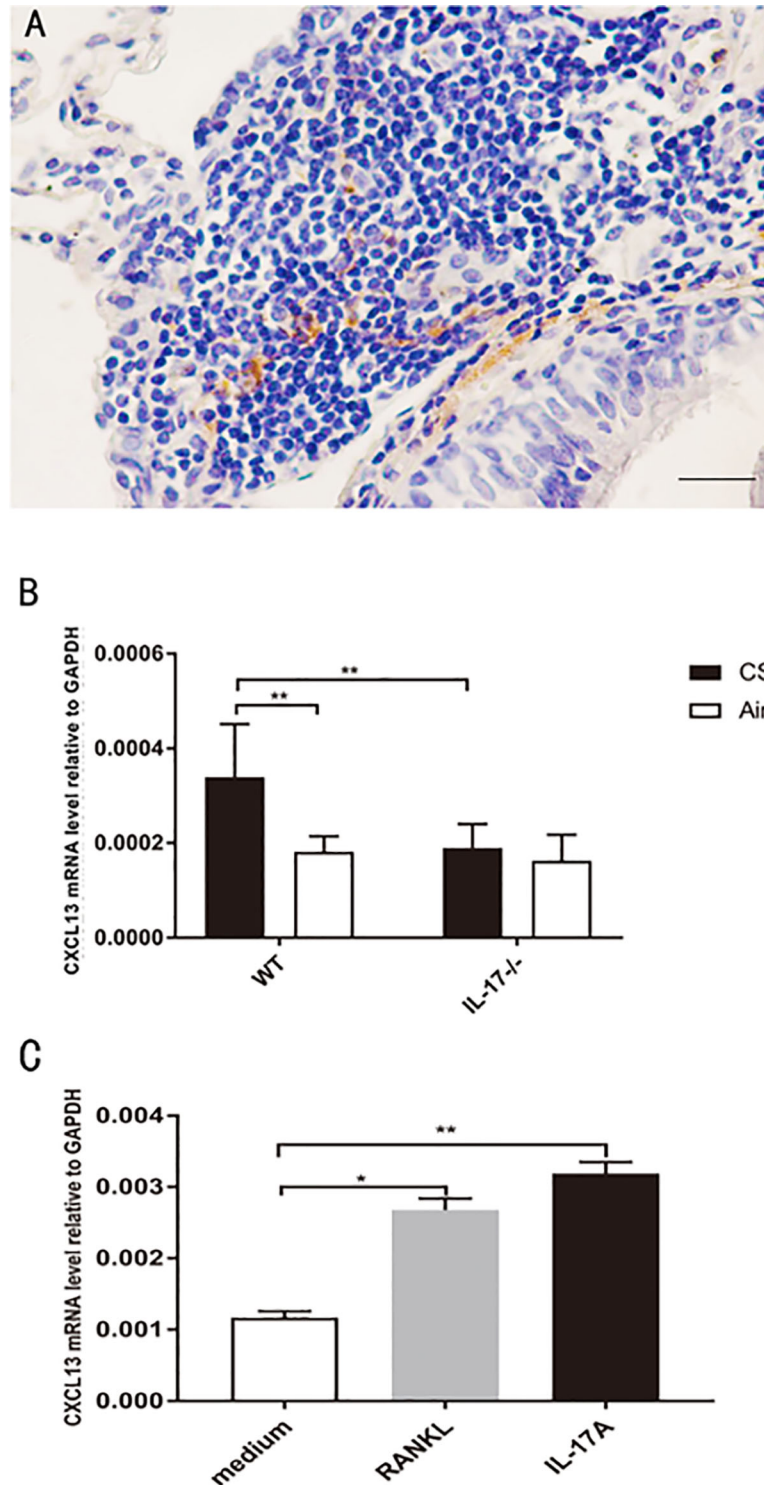 A
B
CXCL13 mRNA level relative to GAPDH
0.0006
0.0004
0.0002
0.0000
**
**
CS
Air
WT
IL-17-/-
C
CXCL13 mRNA level relative to GAPDH
0.004
0.003
0.002
0.001
0.000
**
*
medium
RANKL
IL-17A